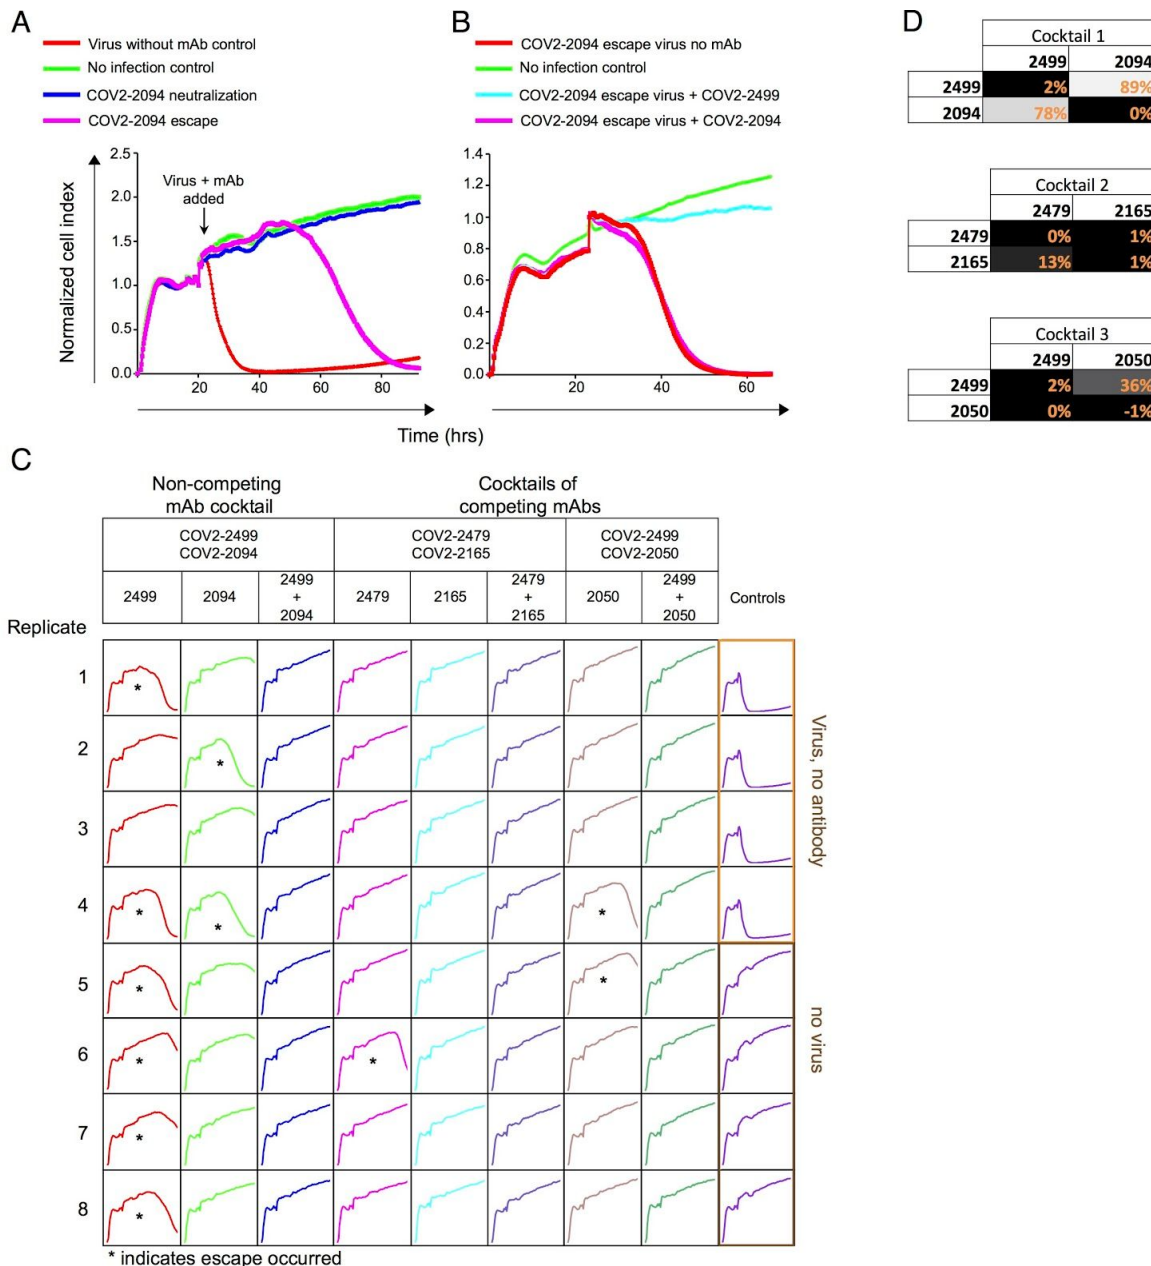 A
Virus without mAb control
No infection control
COV2-2094 neutralization
COV2-2094 escape
Normalized cell index
2.5
2.0
1.5
1.0
0.5
0.0
Virus + mAb
added
20
40
60
80
B
COV2-2094 escape virus no mAb
No infection control
COV2-2094 escape virus + COV2-2499
COV2-2094 escape virus + COV2-2094
1.4
1.2
1.0
0.8
0.6
0.4
0.2
0.0
20
40
60
Time (hrs)
D
Cocktail 1
2499 2094
2499 2% 89%
2094 78% 0%
Cocktail 2
2479 2165
2479 0% 1%
2165 13% 1%
Cocktail 3
2499 2050
2499 2% 36%
2050 0% -1%
C
Non-competing
mAb cocktail
Cocktails of
competing mAbs
COV2-2499
COV2-2094
COV2-2479
COV2-2165
COV2-2499
COV2-2050
2499
2094
2499
+
2094
2479
2165
2479
+
2165
2050
2499
+
2050
Controls
Replicate
1
*
2
*
3
4
* * *
5
* *
6
* *
7
*
8
*
Virus, no antibody
no virus
* indicates escape occurred